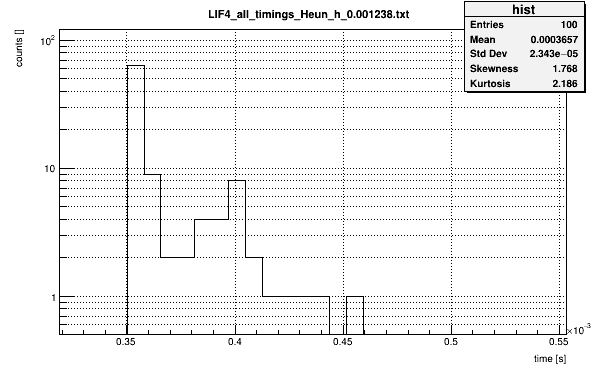 LIF4_all_timings_Heun_h_0.001238.txt
hist
Entries 100
Mean 0.0003657
Std Dev 2.343e−05
Skewness 1.768
Kurtosis 2.186
counts []
10²
10
1
0.35 0.4 0.45 0.5 0.55
×10⁻³
time [s]